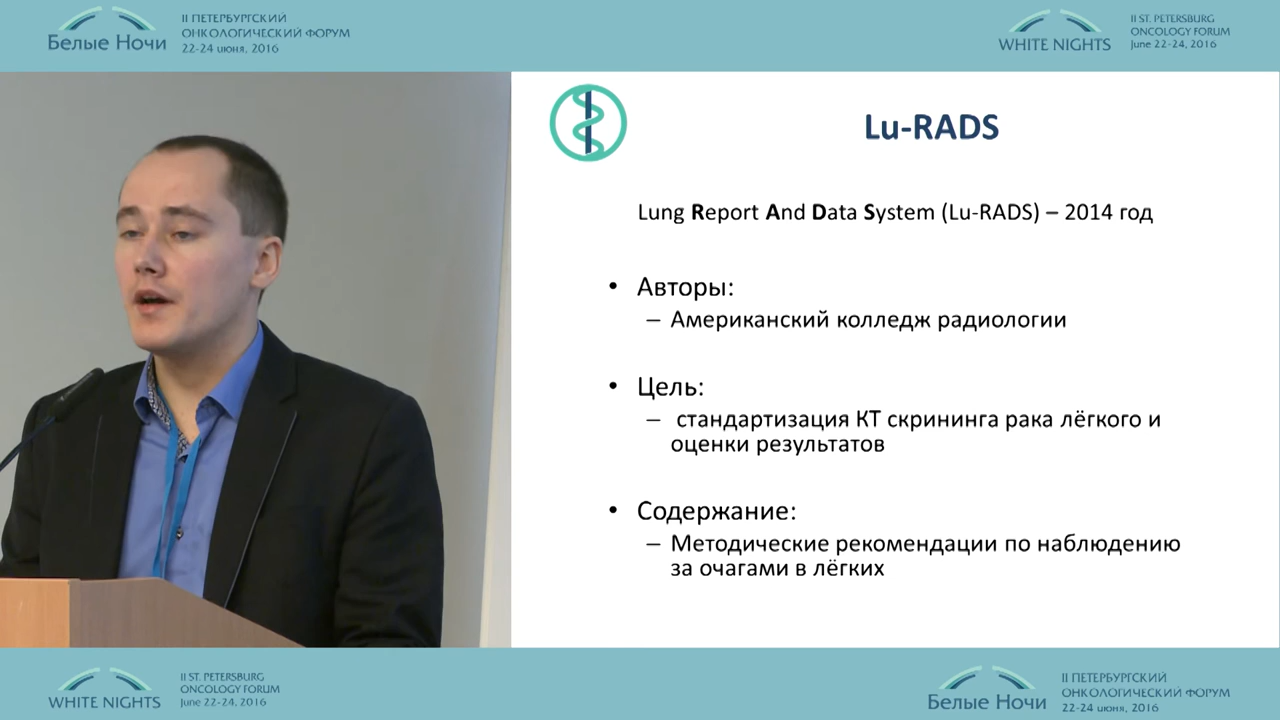 Белые Ночи
II ПЕТЕРБУРГСКИЙ
ОНКОЛОГИЧЕСКИЙ ФОРУМ
22-24 июня, 2016
WHITE NIGHTS
II ST. PETERSBURG
ONCOLOGY FORUM
June 22-24, 2016
Lu-RADS
Lung Report And Data System (Lu-RADS) – 2014 год
• Авторы:
– Американский колледж радиологии
• Цель:
– стандартизация КТ скрининга рака лёгкого и
оценки результатов
• Содержание:
– Методические рекомендации по наблюдению
за очагами в лёгких
WHITE NIGHTS
II ST. PETERSBURG
ONCOLOGY FORUM
June 22-24, 2016
Белые Ночи
II ПЕТЕРБУРГСКИЙ
ОНКОЛОГИЧЕСКИЙ ФОРУМ
22-24 июня, 2016